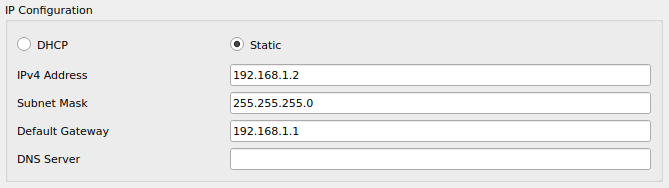 IP Configuration
DHCP Static
IPv4 Address 192.168.1.2
Subnet Mask 255.255.255.0
Default Gateway 192.168.1.1
DNS Server